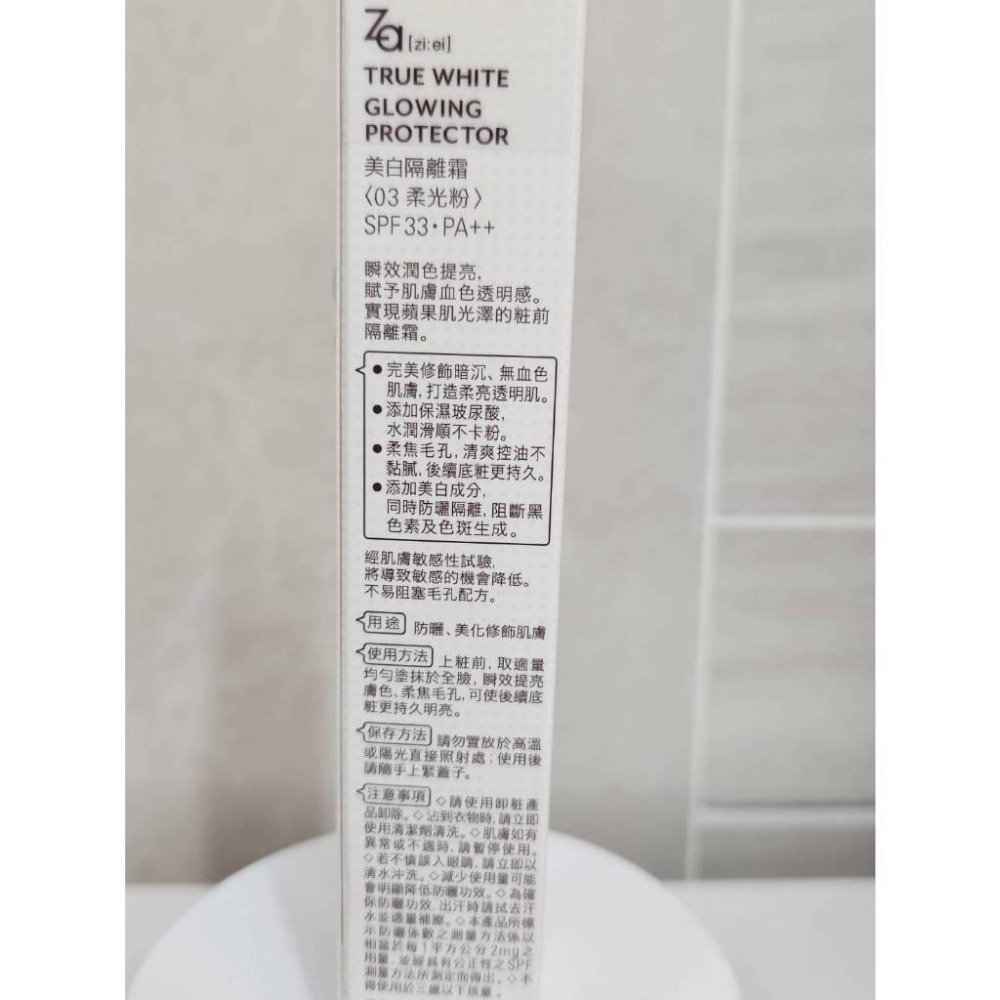 Za [zi:ei]
TRUE WHITE
GLOWING
PROTECTOR
美白隔離霜
〈03 柔光粉〉
SPF33・PA++
瞬效潤色提亮,
賦予肌膚血色透明感。
實現蘋果肌光澤的粧前
隔離霜。
●完美修飾暗沉、無血色
肌膚,打造柔亮透明肌。
●添加保濕玻尿酸,
水潤滑順不卡粉。
●柔焦毛孔,清爽控油不
黏膩,後續底粧更持久。
●添加美白成分,
同時防曬隔離,阻斷黑
色素及色斑生成。
經肌膚敏感性試驗,
將導致敏感的機會降低。
不易阻塞毛孔配方。
用途 防曬、美化修飾肌膚
使用方法 上粧前,取適量
均勻塗抹於全臉,瞬效提亮
膚色、柔焦毛孔,可使後續底
粧更持久明亮。
保存方法 請勿置放於高溫
或陽光直接照射處;使用後
請隨手上緊蓋子。
注意事項 ◇請使用卸粧產
品卸除。◇沾到衣物時,請立即
使用清潔劑清洗。◇肌膚如有
異常或不適時,請暫停使用。
◇若不慎誤入眼睛,請立即以
清水沖洗。◇減少使用量可能
會明顯降低防曬功效。◇為確
保防曬功效,出汗時請拭去汗
水並適量補擦。◇本產品所標
示防曬係數之測量方法係以
相當於每1平方公分2mg之
用量,並經具有公正性之SPF
測量方法所測定而得出。◇不
得使用於三歲以下孩童。